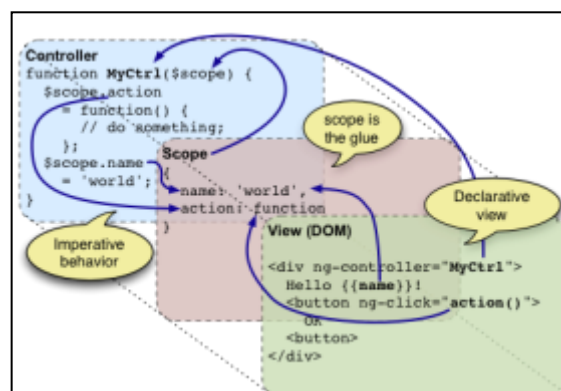 Controller
function MyCtrl($scope) {
$scope.action
= function() {
// do something;
};
$scope.name
= 'world';
}
Imperative
behavior
scope is
the glue
Scope
{
name: 'world',
action: function
}
Declarative
view
View (DOM)
<div ng-controller="MyCtrl">
Hello {{name}}!
<button ng-click="action()">
OK
<button>
</div>